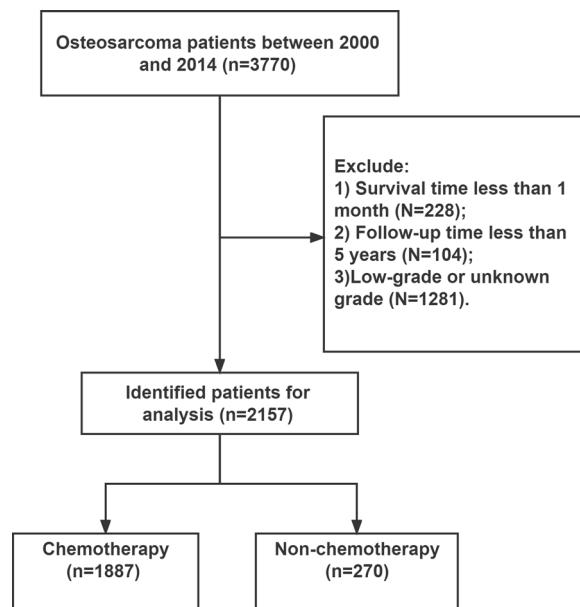 Osteosarcoma patients between 2000
and 2014 (n=3770)
Exclude:
1) Survival time less than 1
month (N=228);
2) Follow-up time less than
5 years (N=104);
3)Low-grade or unknown
grade (N=1281).
Identified patients for
analysis (n=2157)
Chemotherapy
(n=1887)
Non-chemotherapy
(n=270)